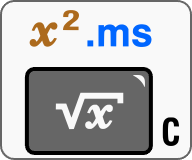 x² .ms
√x C